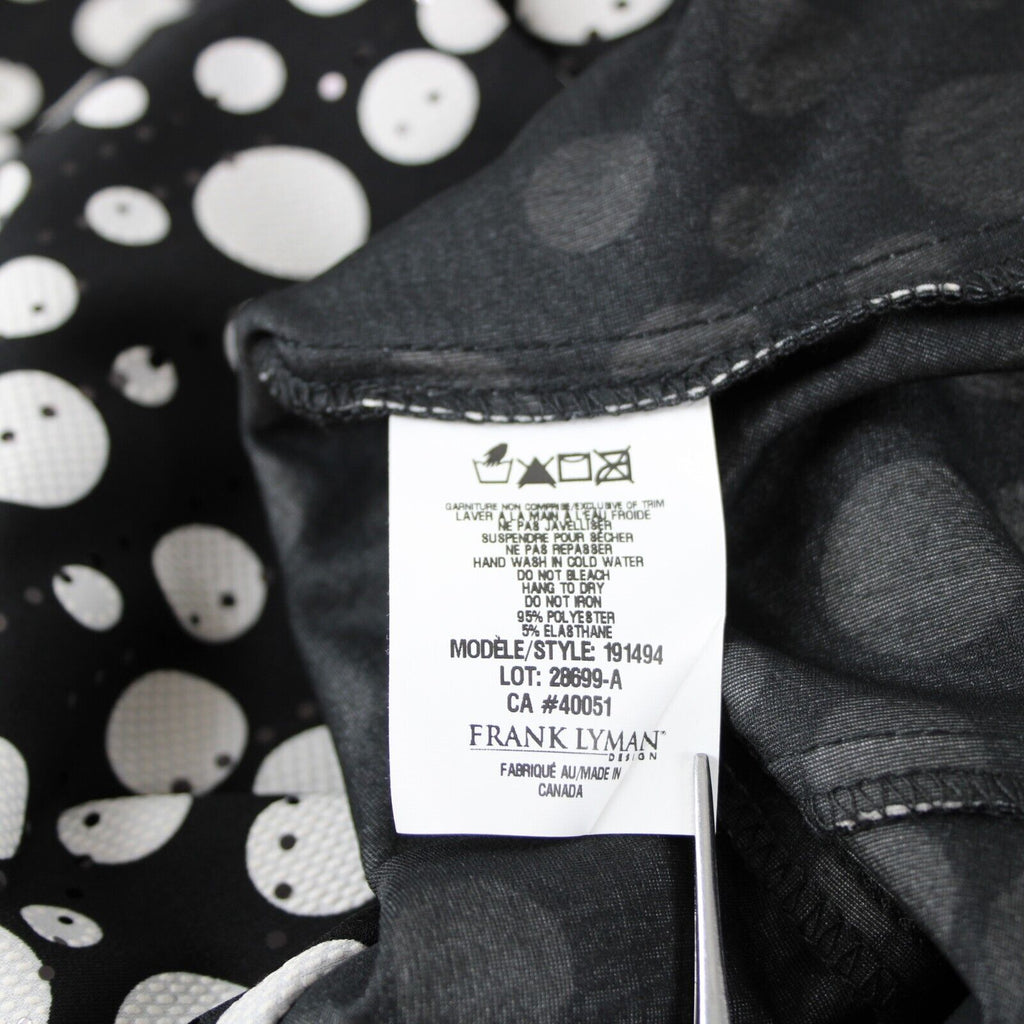 GARNITURE NON COMPRISE/EXCLUSIVE OF TRIM
LAVER A LA MAIN A L'EAU FROIDE
NE PAS JAVELLISER
SUSPENDRE POUR SÉCHER
NE PAS REPASSER
HAND WASH IN COLD WATER
DO NOT BLEACH
HANG TO DRY
DO NOT IRON
95% POLYESTER
5% ELASTHANE
MODÈLE/STYLE: 191494
LOT: 28699-A
CA #40051
FRANK LYMAN®
DESIGN
FABRIQUÉ AU/MADE IN
CANADA